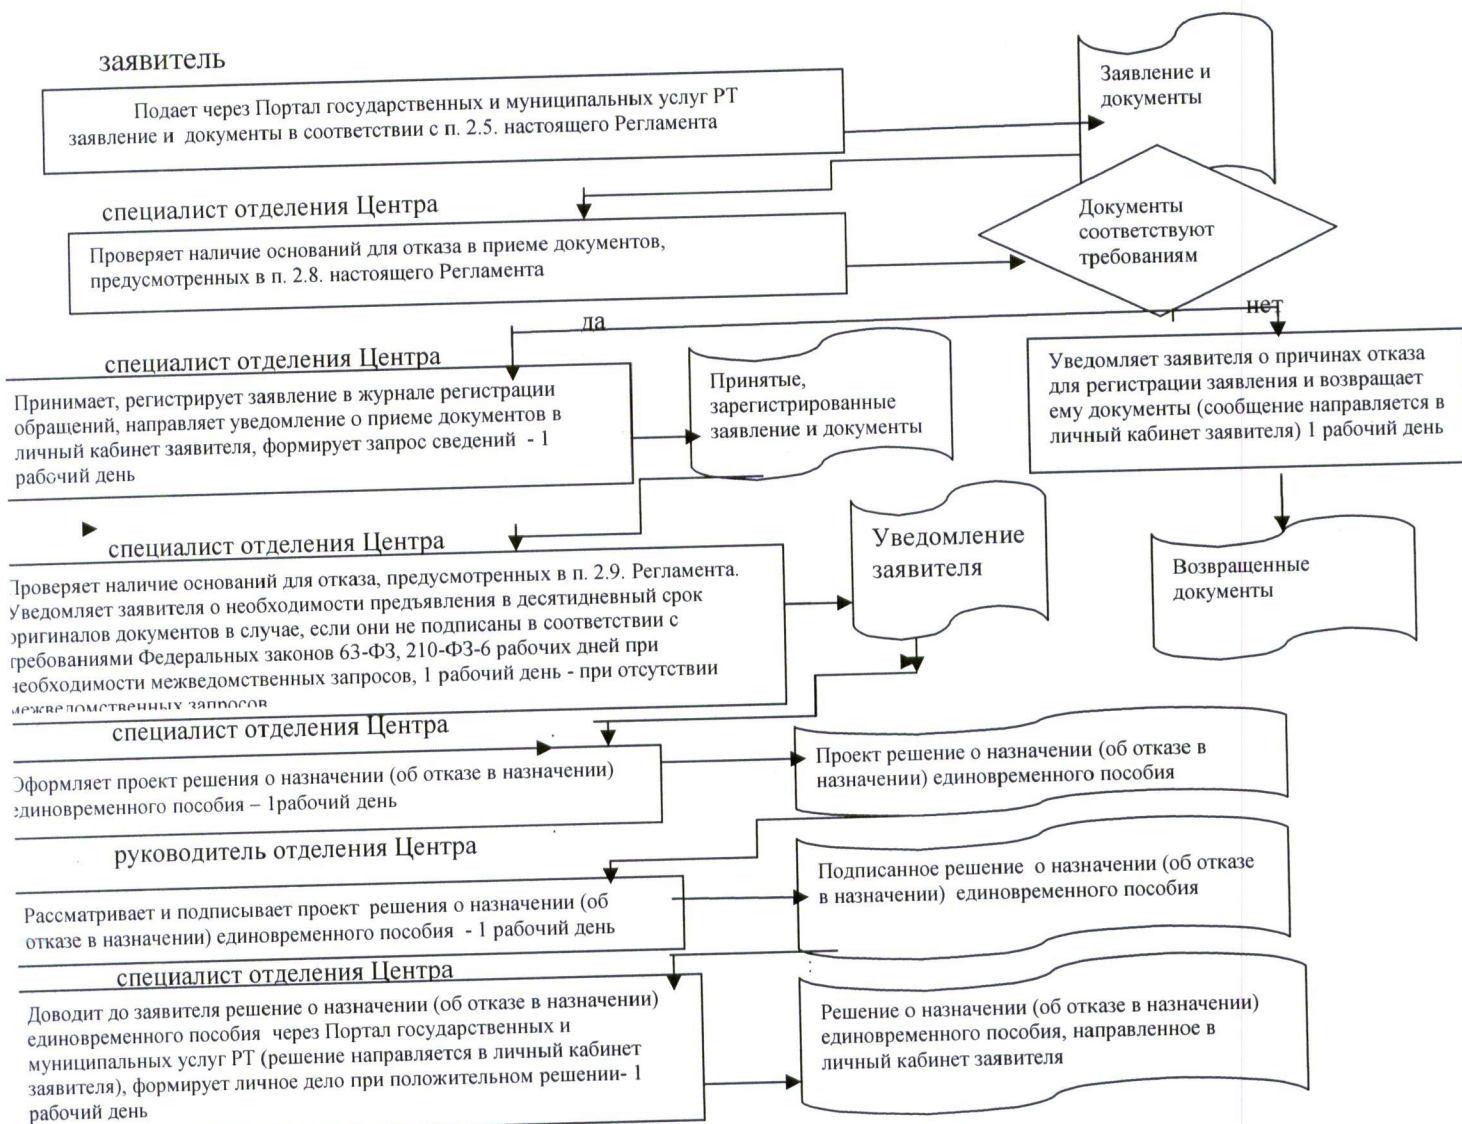 заявитель
Подает через Портал государственных и муниципальных услуг РТ
заявление и документы в соответствии с п. 2.5. настоящего Регламента
Заявление и
документы
специалист отделения Центра
Проверяет наличие оснований для отказа в приеме документов,
предусмотренных в п. 2.8. настоящего Регламента
Документы
соответствуют
требованиям
да
нет
специалист отделения Центра
Принимает, регистрирует заявление в журнале регистрации
обращений, направляет уведомление о приеме документов в
личный кабинет заявителя, формирует запрос сведений - 1
рабочий день
Принятые,
зарегистрированные
заявление и документы
Уведомляет заявителя о причинах отказа
для регистрации заявления и возвращает
ему документы (сообщение направляется в
личный кабинет заявителя) 1 рабочий день
специалист отделения Центра
Проверяет наличие оснований для отказа, предусмотренных в п. 2.9. Регламента.
Уведомляет заявителя о необходимости предъявления в десятидневный срок
оригиналов документов в случае, если они не подписаны в соответствии с
требованиями Федеральных законов 63-ФЗ, 210-ФЗ-6 рабочих дней при
необходимости межведомственных запросов, 1 рабочий день - при отсутствии
межведомственных запросов
Уведомление
заявителя
Возвращенные
документы
специалист отделения Центра
Оформляет проект решения о назначении (об отказе в назначении)
единовременного пособия – 1рабочий день
Проект решение о назначении (об отказе в
назначении) единовременного пособия
руководитель отделения Центра
Рассматривает и подписывает проект решения о назначении (об
отказе в назначении) единовременного пособия - 1 рабочий день
Подписанное решение о назначении (об отказе
в назначении) единовременного пособия
специалист отделения Центра
Доводит до заявителя решение о назначении (об отказе в назначении)
единовременного пособия через Портал государственных и
муниципальных услуг РТ (решение направляется в личный кабинет
заявителя), формирует личное дело при положительном решении- 1
рабочий день
Решение о назначении (об отказе в назначении)
единовременного пособия, направленное в
личный кабинет заявителя